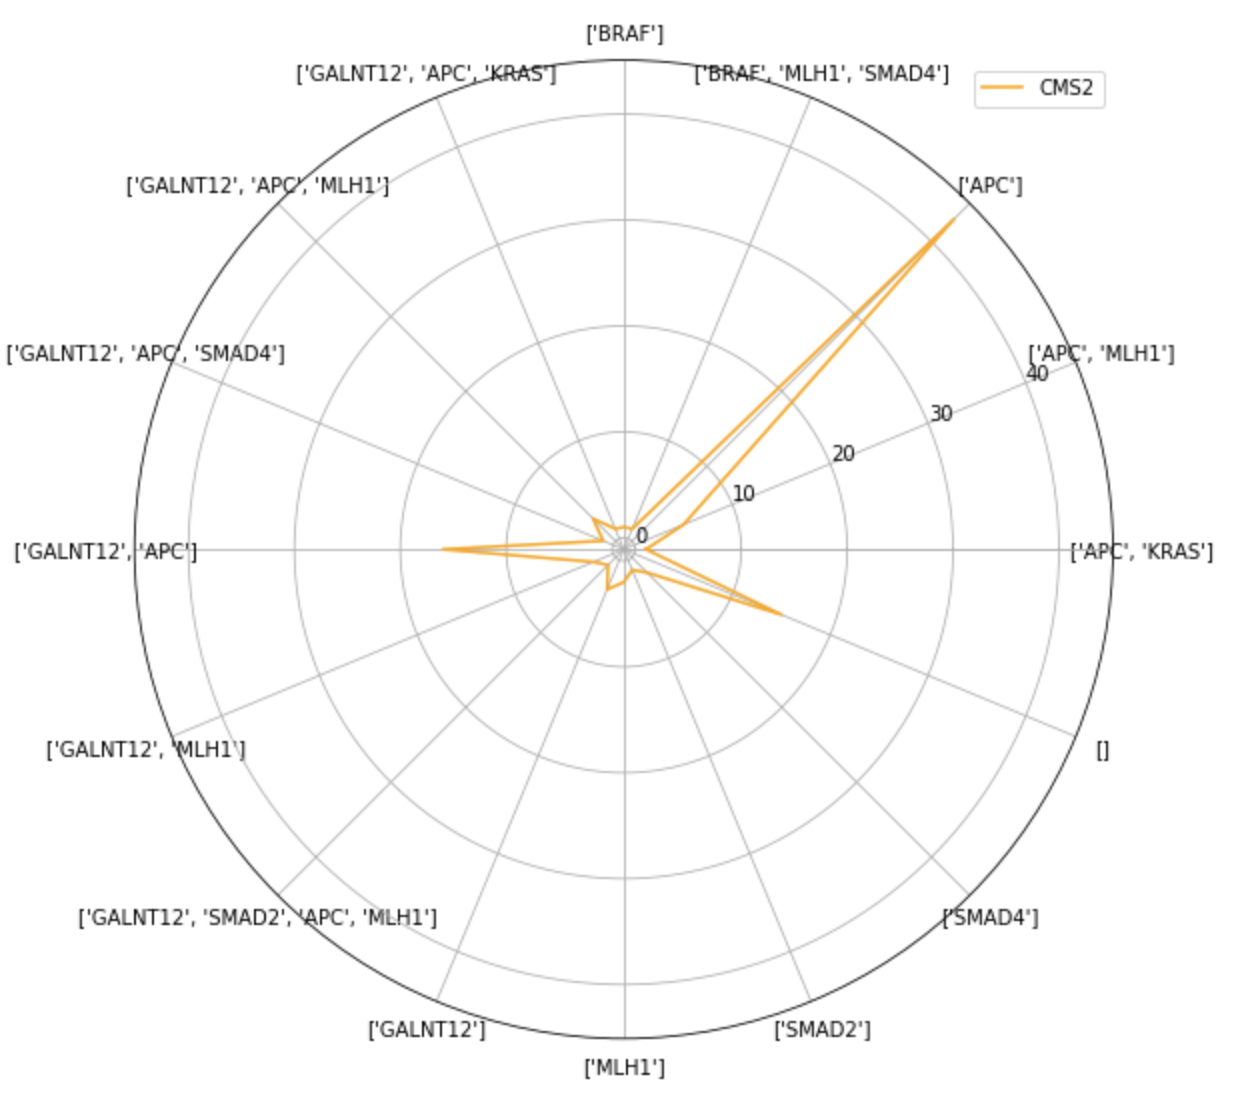 ['BRAF']
['GALNT12', 'APC', 'KRAS']
['BRAF', 'MLH1', 'SMAD4']
CMS2
['GALNT12', 'APC', 'MLH1']
['APC']
['GALNT12', 'APC', 'SMAD4']
['APC', 'MLH1']
40
30
20
10
0
['GALNT12', 'APC']
['APC', 'KRAS']
['GALNT12', 'MLH1']
[]
['GALNT12', 'SMAD2', 'APC', 'MLH1']
['SMAD4']
['GALNT12']
['SMAD2']
['MLH1']